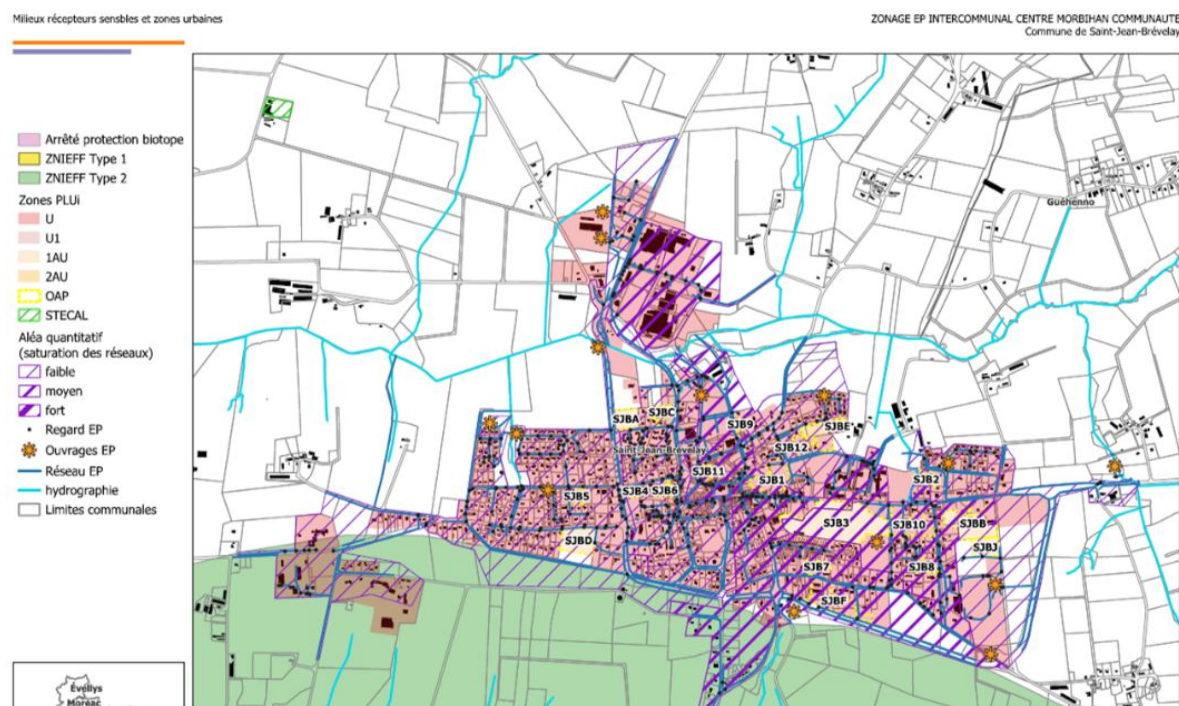 Milieux récepteurs sensbles et zones urbaines
ZONAGE EP INTERCOMMUNAL CENTRE MORBIHAN COMMUNAUTE
Commune de Saint-Jean-Brévelay
Arrêté protection biotope
ZNIEFF Type 1
ZNIEFF Type 2
Zones PLUi
U
U1
1AU
2AU
OAP
STECAL
Aléa quantitatif
(saturation des réseaux)
faible
moyen
fort
Regard EP
Ouvrages EP
Réseau EP
hydrographie
Limites communales
Guéhenno
SJBA
SJBC
SJB9
SJBE
SJB12
Saint-Jean-Brévelay
SJB11
SJB1
SJB2
SJB5
SJB4
SJB6
SJB3
SJB10
SJBB
SJBD
SJBJ
SJB7
SJB8
SJBF
Évellys
Moréac